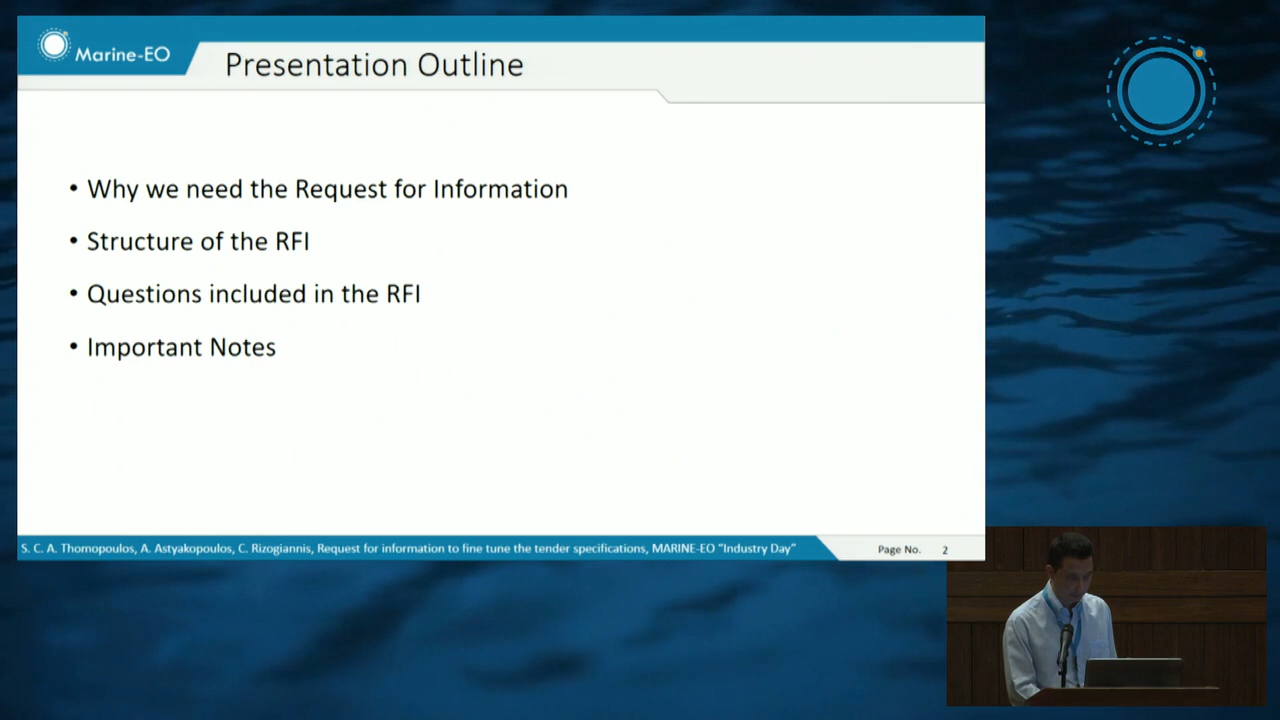 Marine-EO
Presentation Outline
• Why we need the Request for Information
• Structure of the RFI
• Questions included in the RFI
• Important Notes
S. C. A. Thomopoulos, A. Astyakopoulos, C. Rizogiannis, Request for information to fine tune the tender specifications, MARINE-EO “Industry Day”
Page No. 2